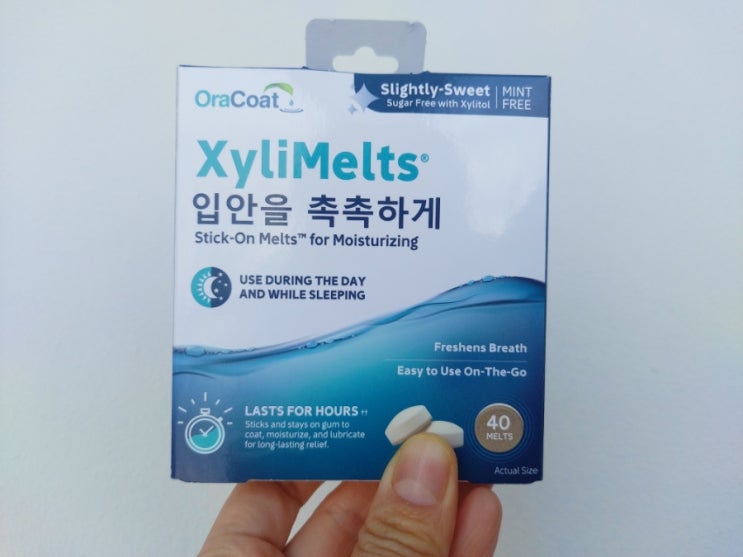 OraCoat
Slightly-Sweet
Sugar Free with Xylitol
MINT
FREE
XyliMelts®
입안을 촉촉하게
Stick-On Melts™ for Moisturizing
USE DURING THE DAY
AND WHILE SLEEPING
Freshens Breath
Easy to Use On-The-Go
LASTS FOR HOURS ††
Sticks and stays on gum to
coat, moisturize, and lubricate
for long-lasting relief.
40
MELTS
Actual Size